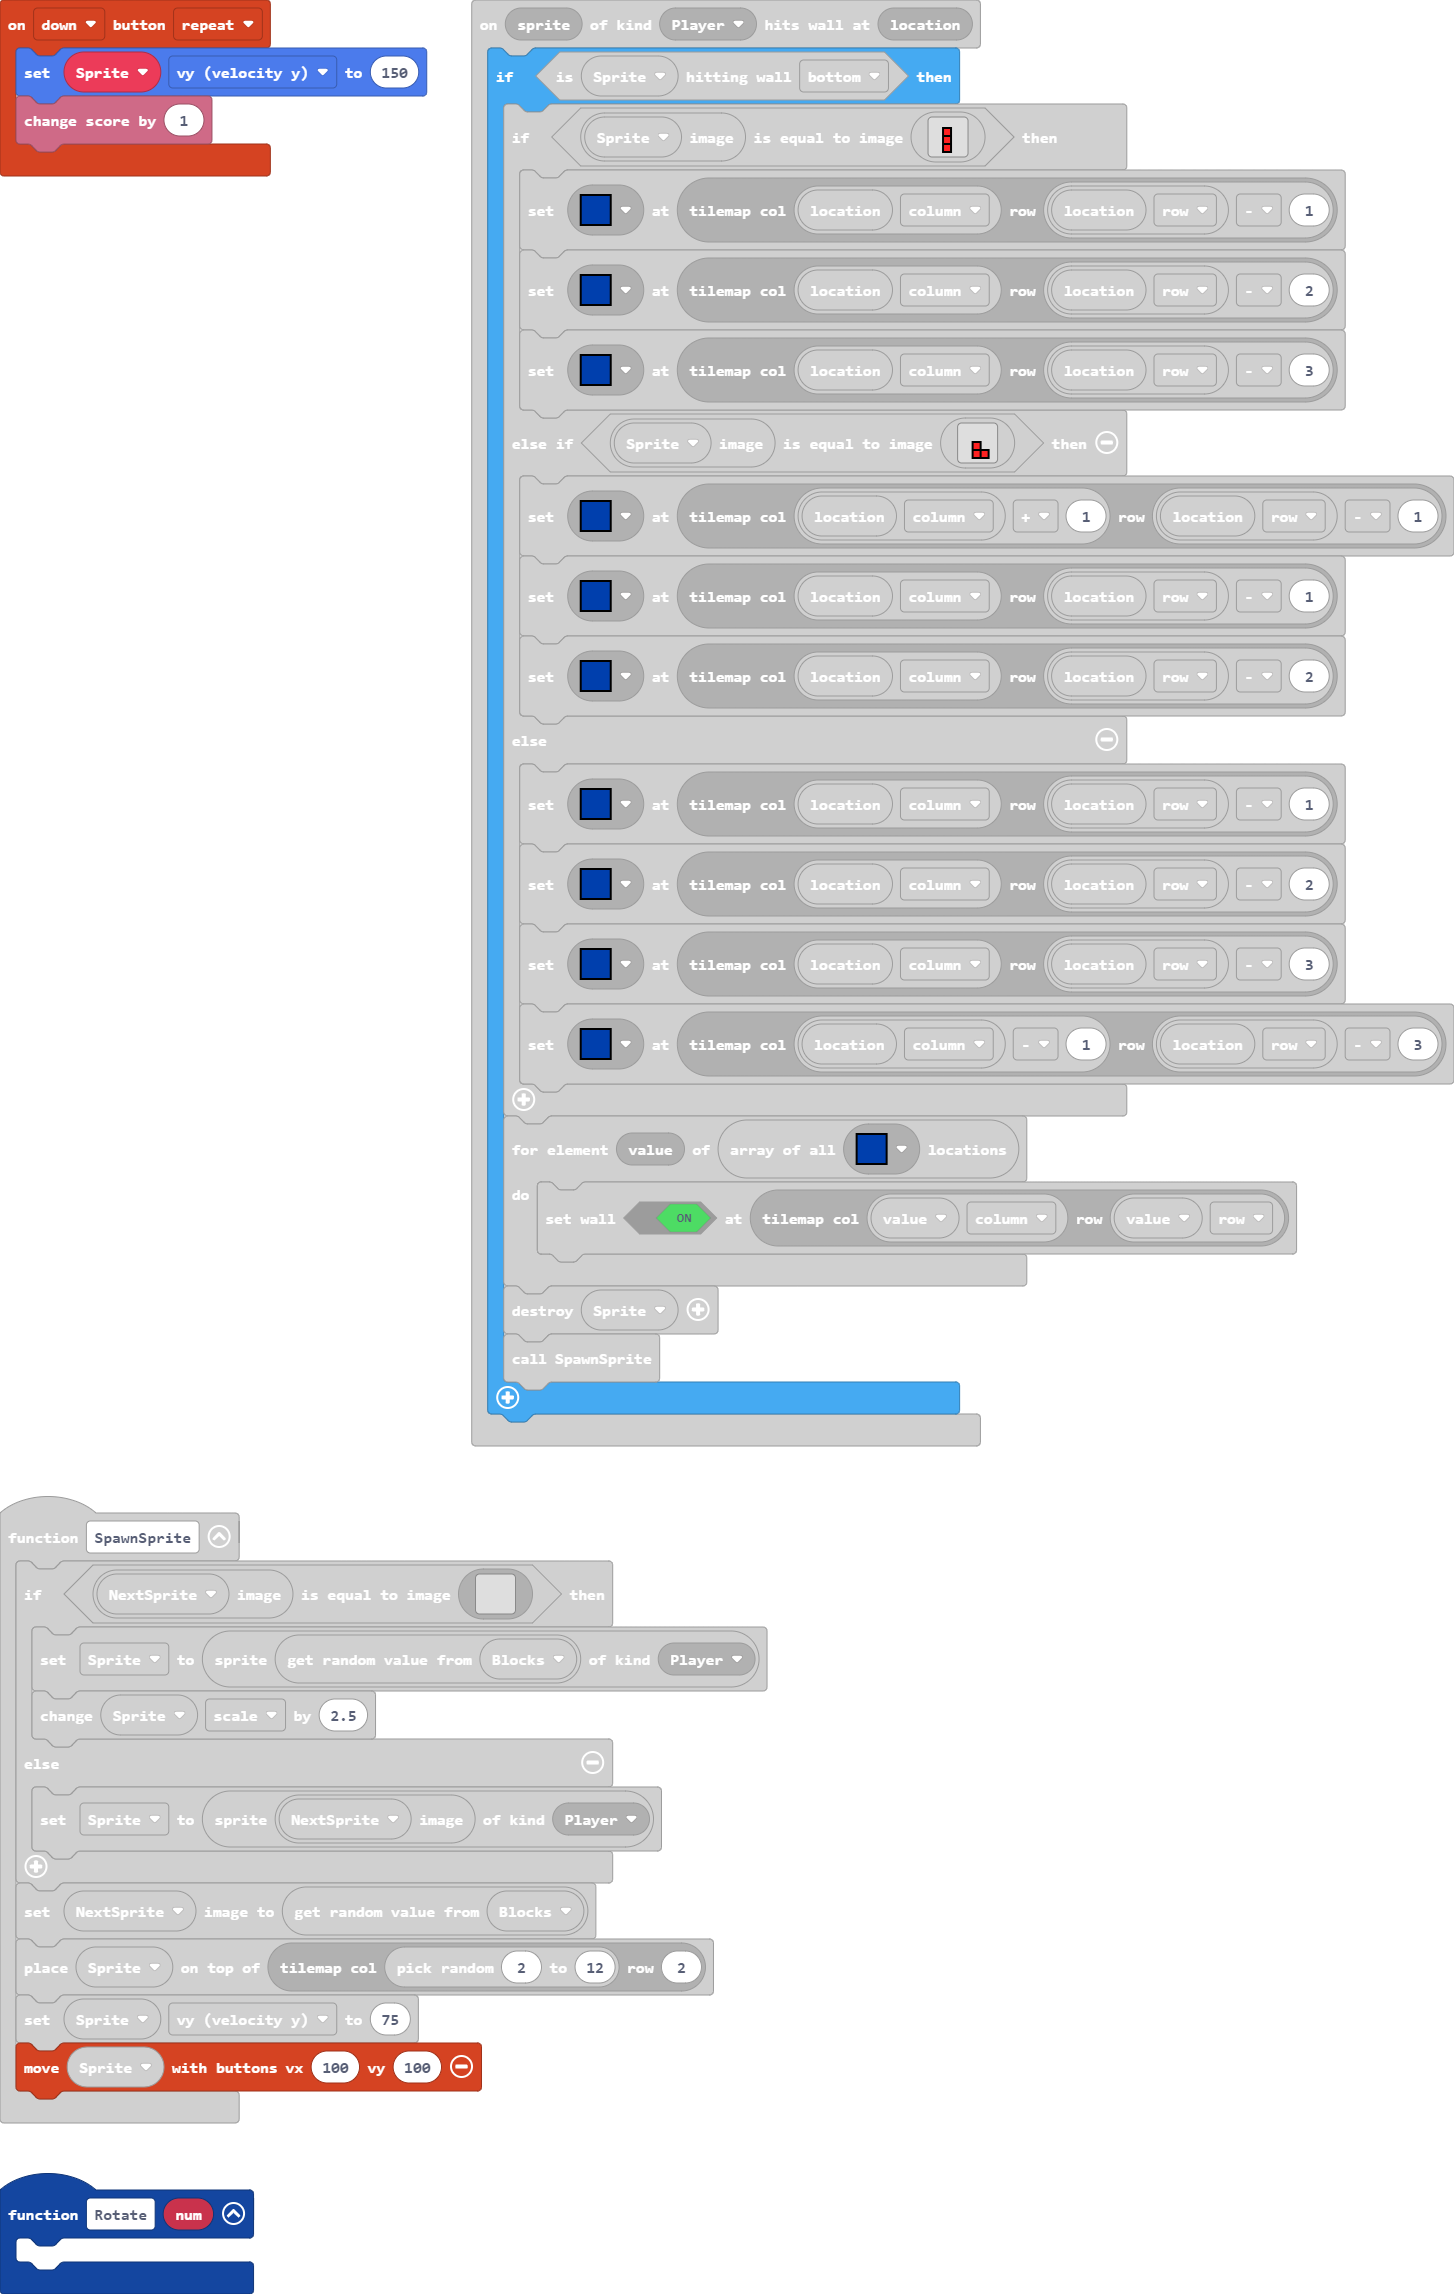 on down button repeat
set Sprite vy (velocity y) to 150
change score by 1
on sprite of kind Player hits wall at location
if is Sprite hitting wall bottom then
if Sprite image is equal to image then
set at tilemap col location column row location row - 1
set at tilemap col location column row location row - 2
set at tilemap col location column row location row - 3
else if Sprite image is equal to image then
set at tilemap col location column + 1 row location row - 1
set at tilemap col location column row location row - 1
set at tilemap col location column row location row - 2
else
set at tilemap col location column row location row - 1
set at tilemap col location column row location row - 2
set at tilemap col location column row location row - 3
set at tilemap col location column - 1 row location row - 3
for element value of array of all locations
do
set wall ON at tilemap col value column row value row
destroy Sprite
call SpawnSprite
function SpawnSprite
if NextSprite image is equal to image then
set Sprite to sprite get random value from Blocks of kind Player
change Sprite scale by 2.5
else
set Sprite to sprite NextSprite image of kind Player
set NextSprite image to get random value from Blocks
place Sprite on top of tilemap col pick random 2 to 12 row 2
set Sprite vy (velocity y) to 75
move Sprite with buttons vx 100 vy 100
function Rotate num